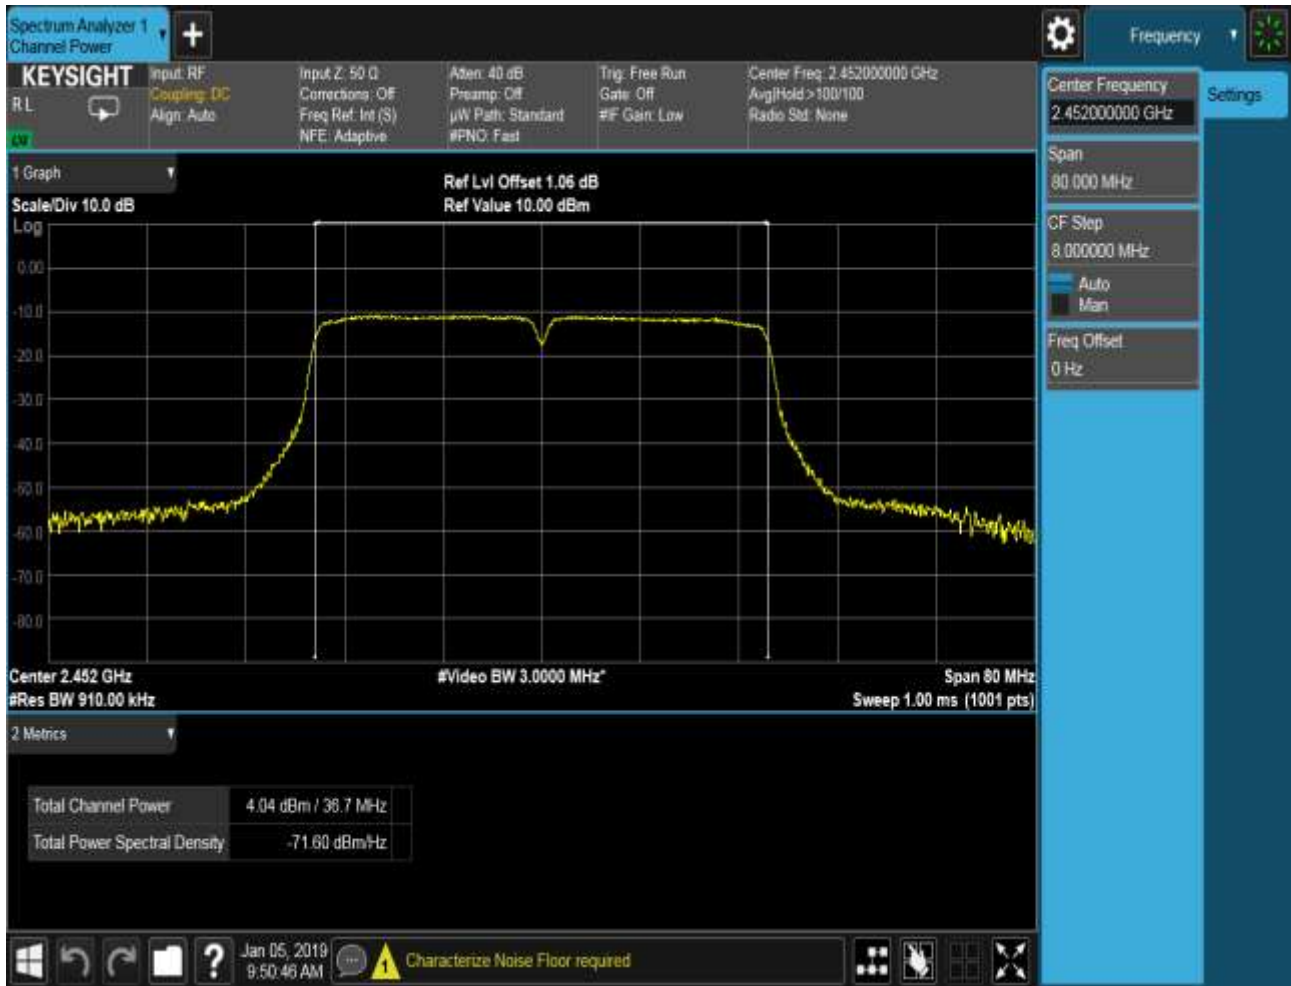 Spectrum Analyzer 1
Channel Power
+
Frequency
KEYSIGHT
R L
Input: RF
Coupling: DC
Align: Auto
Input Z: 50 Ω
Corrections: Off
Freq Ref: Int (S)
NFE: Adaptive
Atten: 40 dB
Preamp: Off
µW Path: Standard
#PNO: Fast
Trig: Free Run
Gate: Off
#IF Gain: Low
Center Freq: 2.452000000 GHz
Avg|Hold:>100/100
Radio Std: None
Center Frequency
2.452000000 GHz
Settings
Span
80.000 MHz
CF Step
8.000000 MHz
Auto
Man
Freq Offset
0 Hz
1 Graph
Scale/Div 10.0 dB
Ref Lvl Offset 1.06 dB
Ref Value 10.00 dBm
Log
0.00
-10.0
-20.0
-30.0
-40.0
-50.0
-60.0
-70.0
-80.0
Center 2.452 GHz
#Video BW 3.0000 MHz*
Span 80 MHz
#Res BW 910.00 kHz
Sweep 1.00 ms (1001 pts)
2 Metrics
Total Channel Power 4.04 dBm / 36.7 MHz
Total Power Spectral Density -71.60 dBm/Hz
?
Jan 05, 2019
9:50:46 AM
1
Characterize Noise Floor required